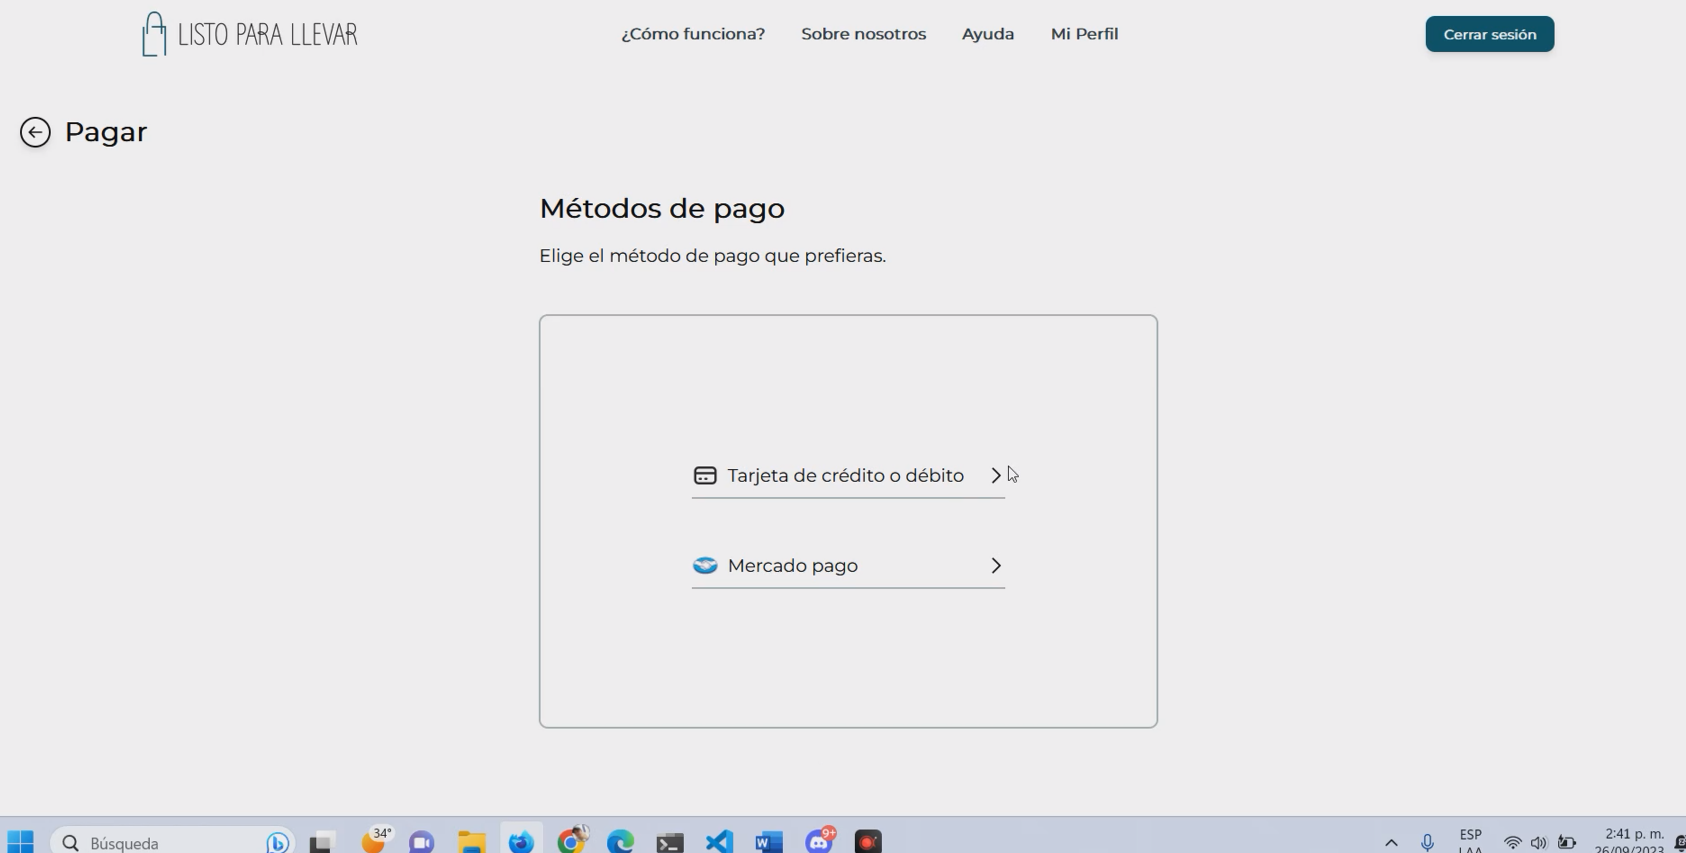 LISTO PARA LLEVAR
¿Cómo funciona? Sobre nosotros Ayuda Mi Perfil
Cerrar sesión
Pagar
Métodos de pago
Elige el método de pago que prefieras.
Tarjeta de crédito o débito
Mercado pago
Búsqueda
34°
9+
ESP
LAA
2:41 p. m.
26/09/2023